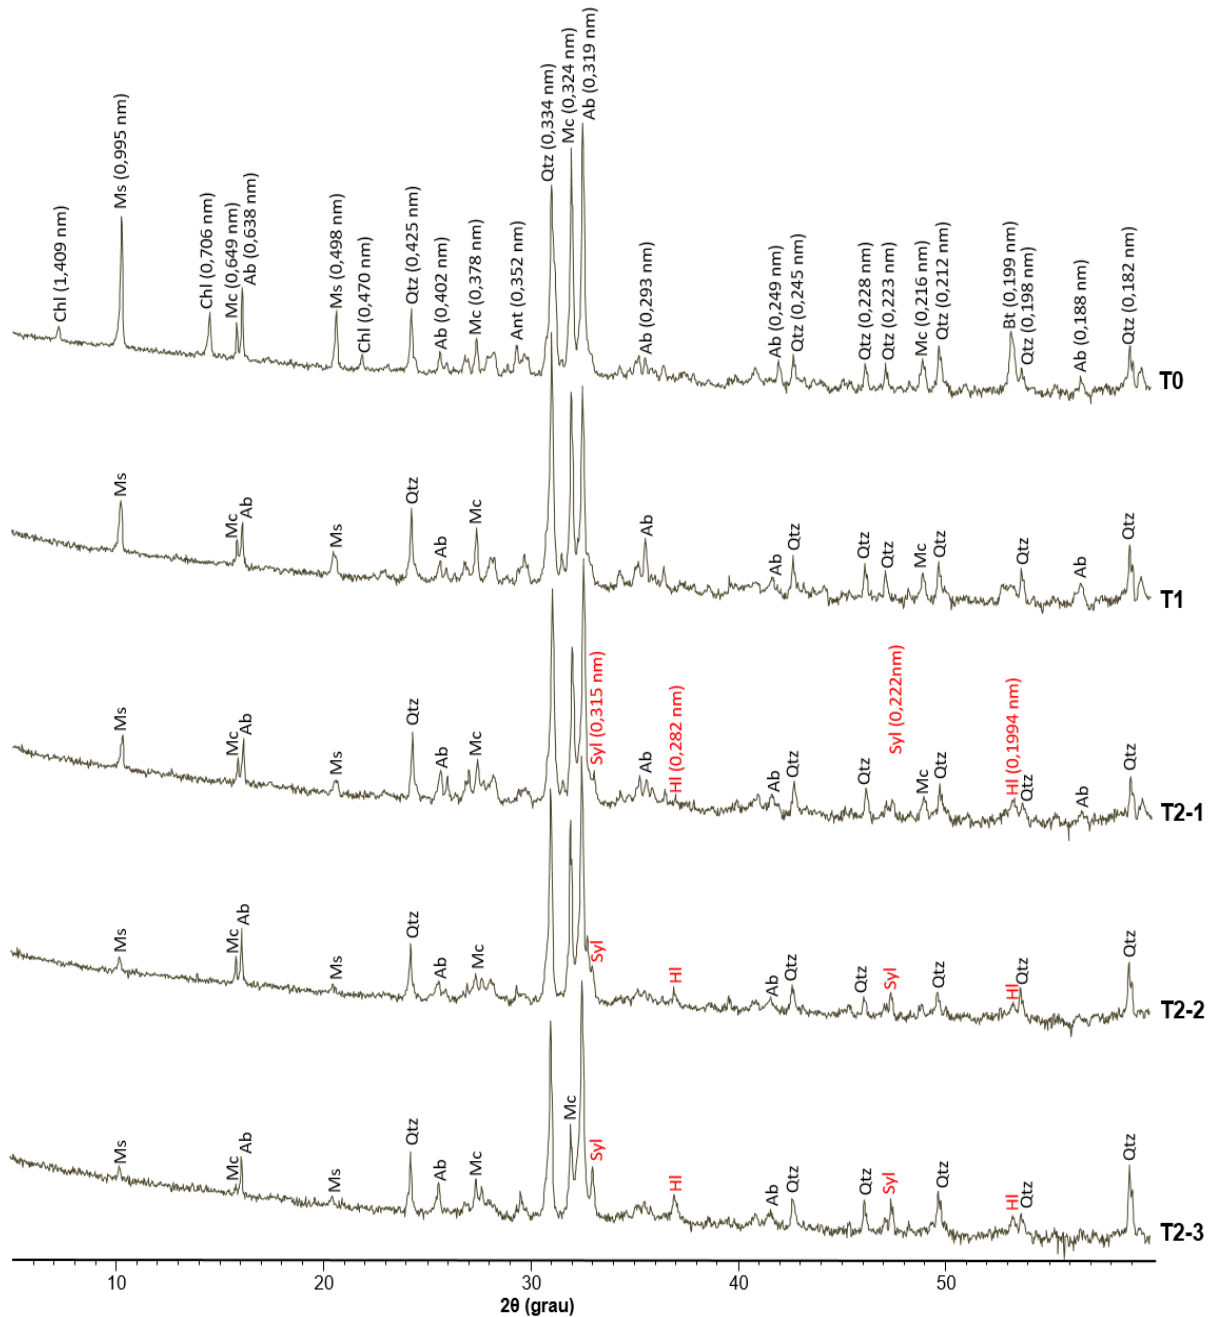 Chl (1,409 nm)
Ms (0,995 nm)
Chl (0,706 nm)
Mc (0,649 nm)
Ab (0,638 nm)
Ms (0,498 nm)
Chl (0,470 nm)
Qtz (0,425 nm)
Ab (0,402 nm)
Mc (0,378 nm)
Ant (0,352 nm)
Qtz (0,334 nm)
Mc (0,324 nm)
Ab (0,319 nm)
Ab (0,293 nm)
Ab (0,249 nm)
Qtz (0,245 nm)
Qtz (0,228 nm)
Qtz (0,223 nm)
Mc (0,216 nm)
Qtz (0,212 nm)
Bt (0,199 nm)
Qtz (0,198 nm)
Ab (0,188 nm)
Qtz (0,182 nm)
T0
Ms
Mc
Ab
Ms
Qtz
Ab
Mc
Ab
Ab
Qtz
Qtz
Qtz
Mc
Qtz
Qtz
Ab
Qtz
T1
Ms
Mc
Ab
Ms
Qtz
Ab
Mc
Syl (0,315 nm)
Ab
Hl (0,282 nm)
Ab
Qtz
Qtz
Syl (0,222nm)
Mc
Qtz
Hl (0,1994 nm)
Qtz
Ab
Qtz
T2-1
Ms
Mc
Ab
Ms
Qtz
Ab
Mc
Syl
Hl
Ab
Qtz
Qtz
Syl
Qtz
Hl
Qtz
Qtz
T2-2
Ms
Mc
Ab
Ms
Qtz
Ab
Mc
Mc
Syl
Hl
Ab
Qtz
Qtz
Syl
Qtz
Hl
Qtz
Qtz
T2-3
10
20
30
40
50
2θ (grau)